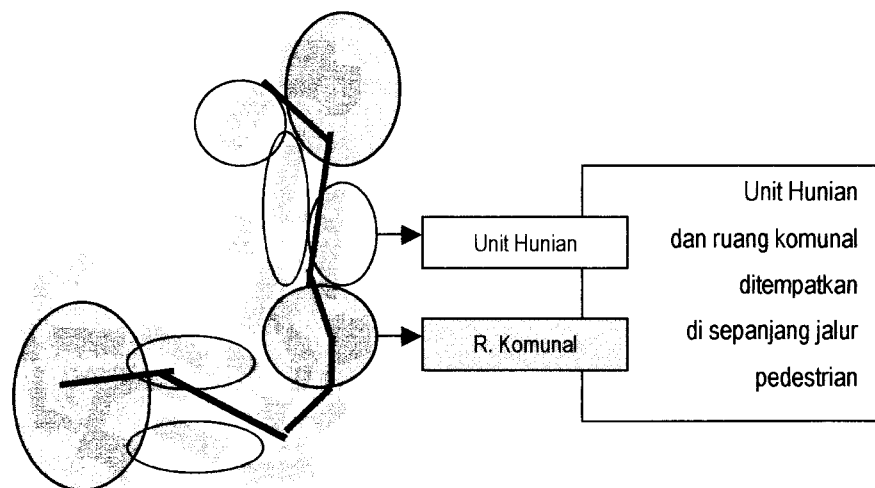 Unit Hunian
R. Komunal
Unit Hunian
dan ruang komunal
ditempatkan
di sepanjang jalur
pedestrian